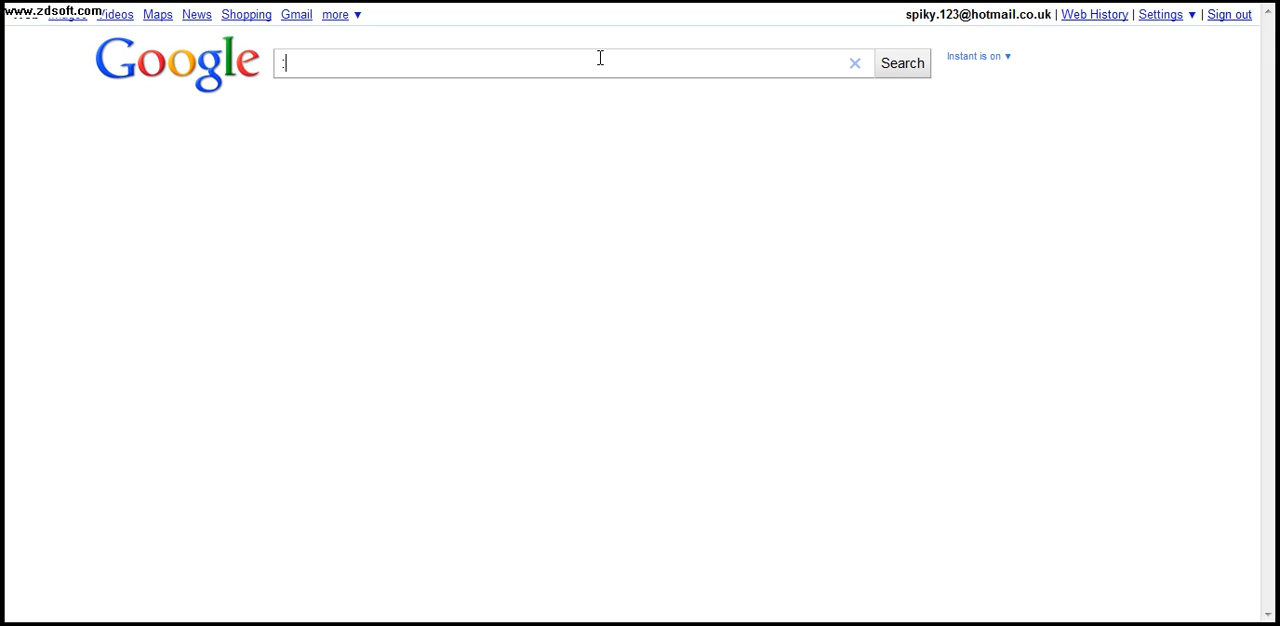 www.zdsoft.com
Videos Maps News Shopping Gmail more ▼
spiky.123@hotmail.co.uk | Web History | Settings ▼ | Sign out
Google
:
Search
Instant is on ▼